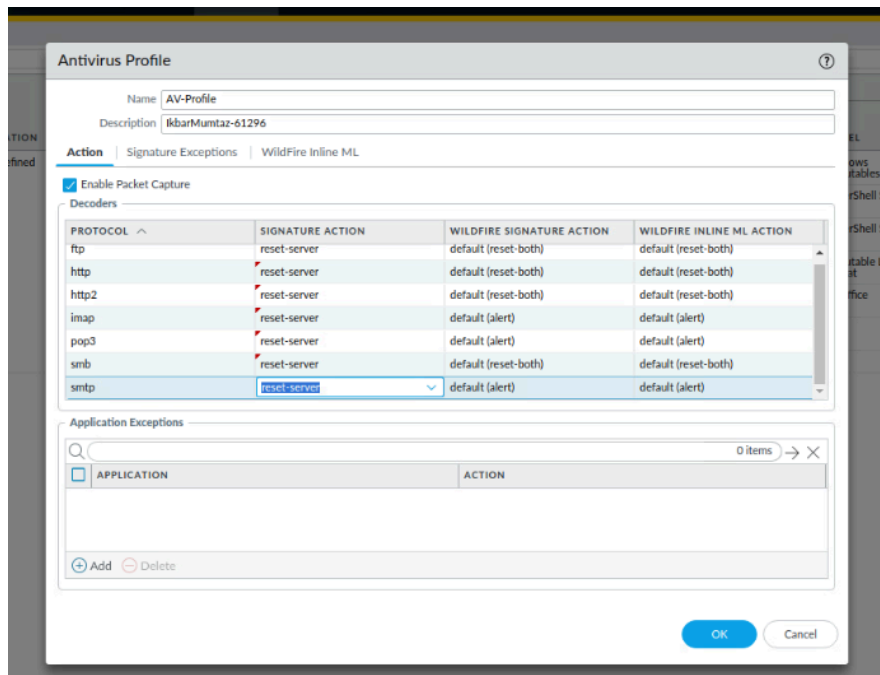 Antivirus Profile
Name AV-Profile
Description IkbarMumtaz-61296
Action Signature Exceptions WildFire Inline ML
Enable Packet Capture
Decoders
PROTOCOL SIGNATURE ACTION WILDFIRE SIGNATURE ACTION WILDFIRE INLINE ML ACTION
ftp reset-server default (reset-both) default (reset-both)
http reset-server default (reset-both) default (reset-both)
http2 reset-server default (reset-both) default (reset-both)
imap reset-server default (alert) default (alert)
pop3 reset-server default (alert) default (alert)
smb reset-server default (reset-both) default (reset-both)
smtp reset-server default (alert) default (alert)
Application Exceptions
0 items
APPLICATION ACTION
Add Delete
OK Cancel